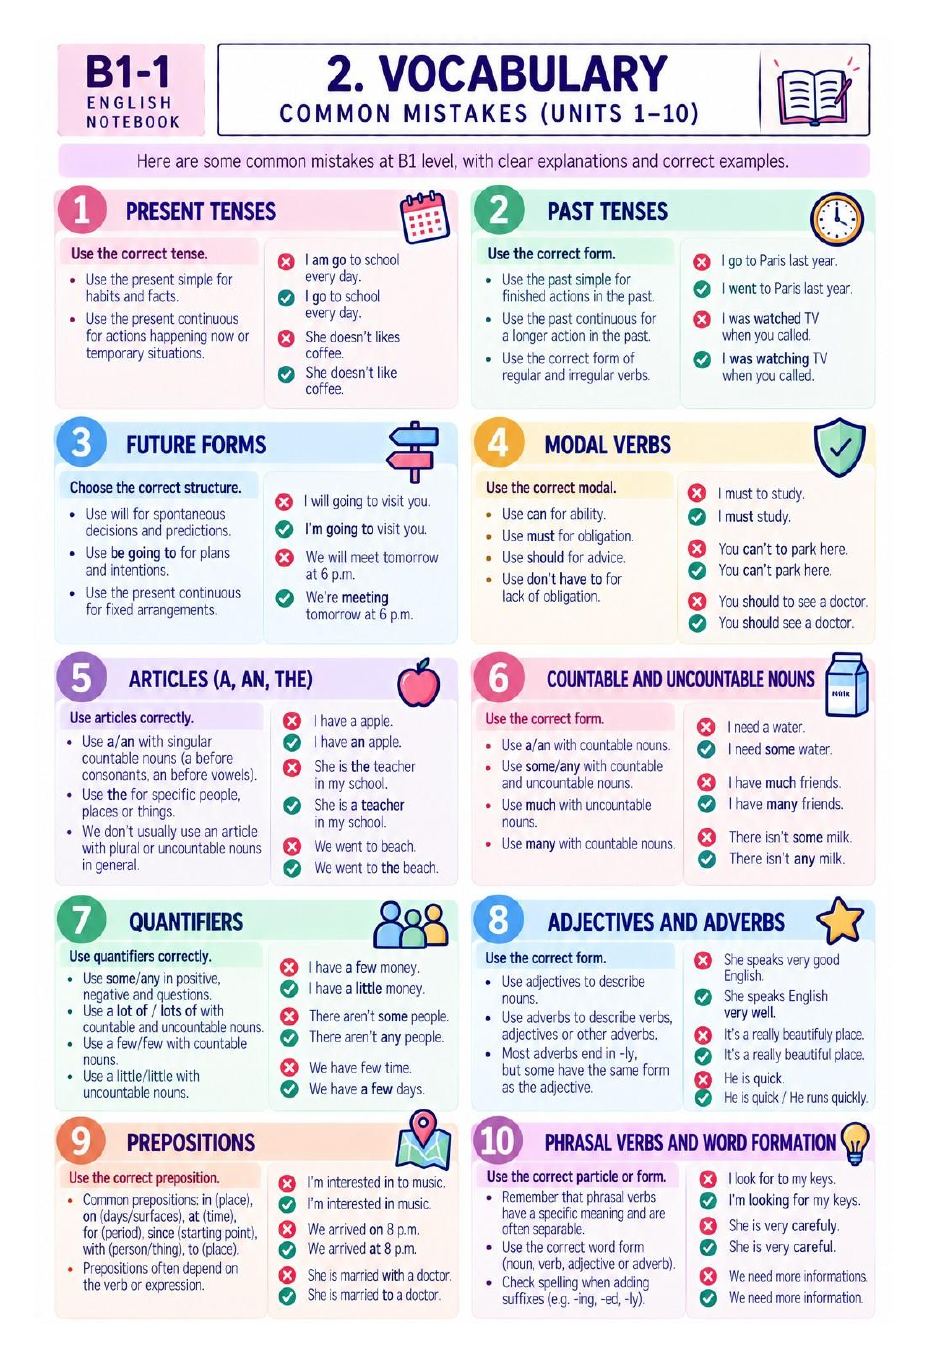 B1-1
ENGLISH
NOTEBOOK
2. VOCABULARY
COMMON MISTAKES (UNITS 1–10)
Here are some common mistakes at B1 level, with clear explanations and correct examples.
1 PRESENT TENSES
Use the correct tense.
• Use the present simple for
habits and facts.
• Use the present continuous
for actions happening now or
temporary situations.
I am go to school
every day.
I go to school
every day.
She doesn't likes
coffee.
She doesn't like
coffee.
2 PAST TENSES
Use the correct form.
• Use the past simple for
finished actions in the past.
• Use the past continuous for
a longer action in the past.
• Use the correct form of
regular and irregular verbs.
I go to Paris last year.
I went to Paris last year.
I was watched TV
when you called.
I was watching TV
when you called.
3 FUTURE FORMS
Choose the correct structure.
• Use will for spontaneous
decisions and predictions.
• Use be going to for plans
and intentions.
• Use the present continuous
for fixed arrangements.
I will going to visit you.
I'm going to visit you.
We will meet tomorrow
at 6 p.m.
We're meeting
tomorrow at 6 p.m.
4 MODAL VERBS
Use the correct modal.
• Use can for ability.
• Use must for obligation.
• Use should for advice.
• Use don't have to for
lack of obligation.
I must to study.
I must study.
You can't to park here.
You can't park here.
You should to see a doctor.
You should see a doctor.
5 ARTICLES (A, AN, THE)
Use articles correctly.
• Use a/an with singular
countable nouns (a before
consonants, an before vowels).
• Use the for specific people,
places or things.
• We don't usually use an article
with plural or uncountable nouns
in general.
I have a apple.
I have an apple.
She is the teacher
in my school.
She is a teacher
in my school.
We went to beach.
We went to the beach.
6 COUNTABLE AND UNCOUNTABLE NOUNS
Milk
Use the correct form.
• Use a/an with countable nouns.
• Use some/any with countable
and uncountable nouns.
• Use much with uncountable
nouns.
• Use many with countable nouns.
I need a water.
I need some water.
I have much friends.
I have many friends.
There isn't some milk.
There isn't any milk.
7 QUANTIFIERS
Use quantifiers correctly.
• Use some/any in positive,
negative and questions.
• Use a lot of / lots of with
countable and uncountable nouns.
• Use a few/few with countable
nouns.
• Use a little/little with
uncountable nouns.
I have a few money.
I have a little money.
There aren't some people.
There aren't any people.
We have few time.
We have a few days.
8 ADJECTIVES AND ADVERBS
Use the correct form.
• Use adjectives to describe
nouns.
• Use adverbs to describe verbs,
adjectives or other adverbs.
• Most adverbs end in -ly,
but some have the same form
as the adjective.
She speaks very good
English.
She speaks English
very well.
It's a really beautifuly place.
It's a really beautiful place.
He is quick.
He is quick / He runs quickly.
9 PREPOSITIONS
Use the correct preposition.
• Common prepositions: in (place),
on (days/surfaces), at (time),
for (period), since (starting point),
with (person/thing), to (place).
• Prepositions often depend on
the verb or expression.
I'm interested in to music.
I'm interested in music.
We arrived on 8 p.m.
We arrived at 8 p.m.
She is married with a doctor.
She is married to a doctor.
10 PHRASAL VERBS AND WORD FORMATION
Use the correct particle or form.
• Remember that phrasal verbs
have a specific meaning and are
often separable.
• Use the correct word form
(noun, verb, adjective or adverb).
• Check spelling when adding
suffixes (e.g. -ing, -ed, -ly).
I look for to my keys.
I'm looking for my keys.
She is very carefuly.
She is very careful.
We need more informations.
We need more information.